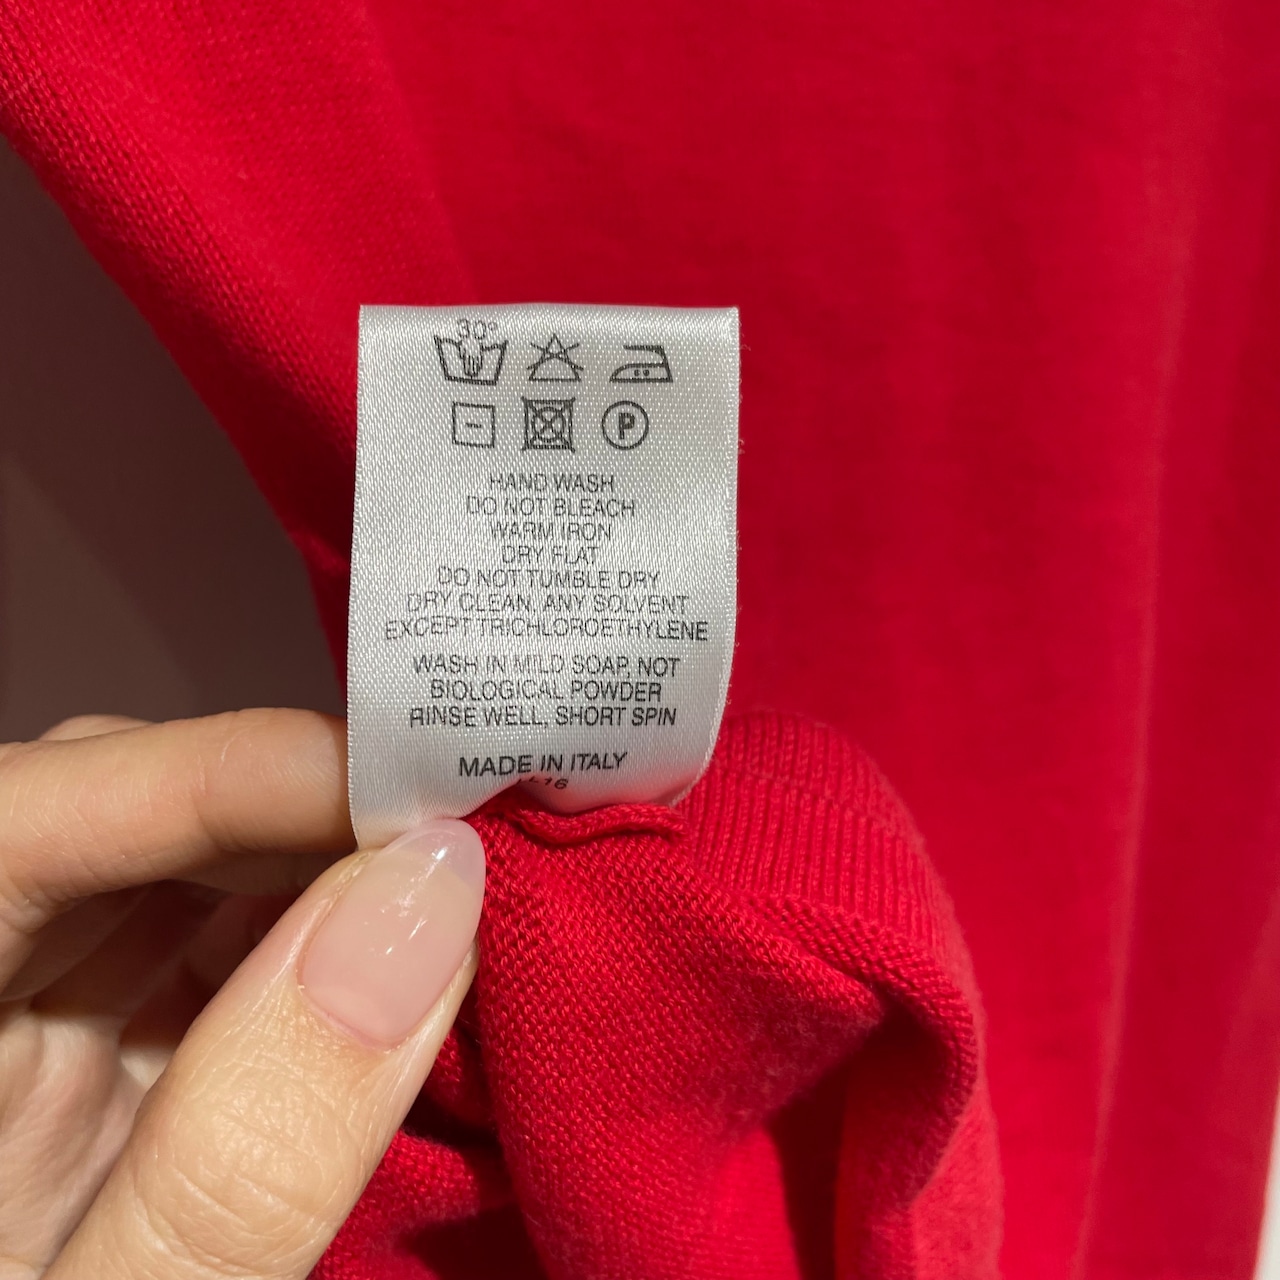 30°
P
HAND WASH
DO NOT BLEACH
WARM IRON
DRY FLAT
DO NOT TUMBLE DRY
DRY CLEAN, ANY SOLVENT
EXCEPT TRICHLOROETHYLENE
WASH IN MILD SOAP, NOT
BIOLOGICAL POWDER
RINSE WELL, SHORT SPIN
MADE IN ITALY